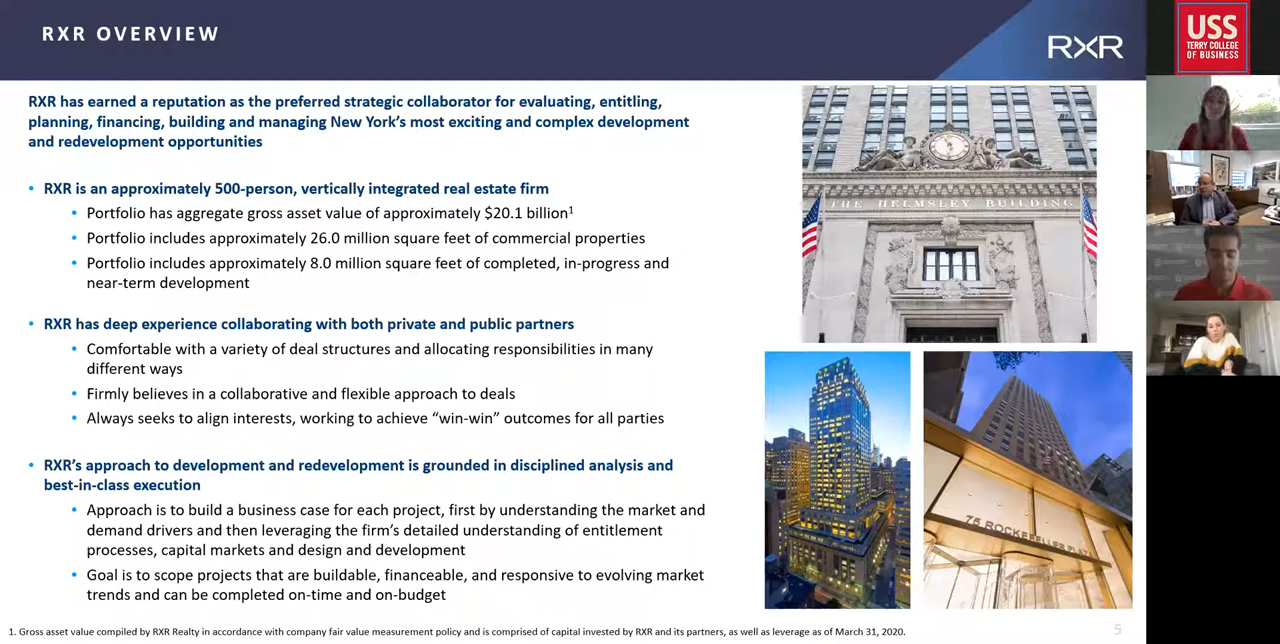 RXR OVERVIEW
RXR
RXR has earned a reputation as the preferred strategic collaborator for evaluating, entitling,
planning, financing, building and managing New York's most exciting and complex development
and redevelopment opportunities
• RXR is an approximately 500-person, vertically integrated real estate firm
• Portfolio has aggregate gross asset value of approximately $20.1 billion¹
• Portfolio includes approximately 26.0 million square feet of commercial properties
• Portfolio includes approximately 8.0 million square feet of completed, in-progress and
near-term development
• RXR has deep experience collaborating with both private and public partners
• Comfortable with a variety of deal structures and allocating responsibilities in many
different ways
• Firmly believes in a collaborative and flexible approach to deals
• Always seeks to align interests, working to achieve “win-win” outcomes for all parties
• RXR’s approach to development and redevelopment is grounded in disciplined analysis and
best-in-class execution
• Approach is to build a business case for each project, first by understanding the market and
demand drivers and then leveraging the firm’s detailed understanding of entitlement
processes, capital markets and design and development
• Goal is to scope projects that are buildable, financeable, and responsive to evolving market
trends and can be completed on-time and on-budget
THE HELMSLEY BUILDING
75 ROCKEFELLER PLAZA
1. Gross asset value compiled by RXR Realty in accordance with company fair value measurement policy and is comprised of capital invested by RXR and its partners, as well as leverage as of March 31, 2020.
5
USS
TERRY COLLEGE
OF BUSINESS